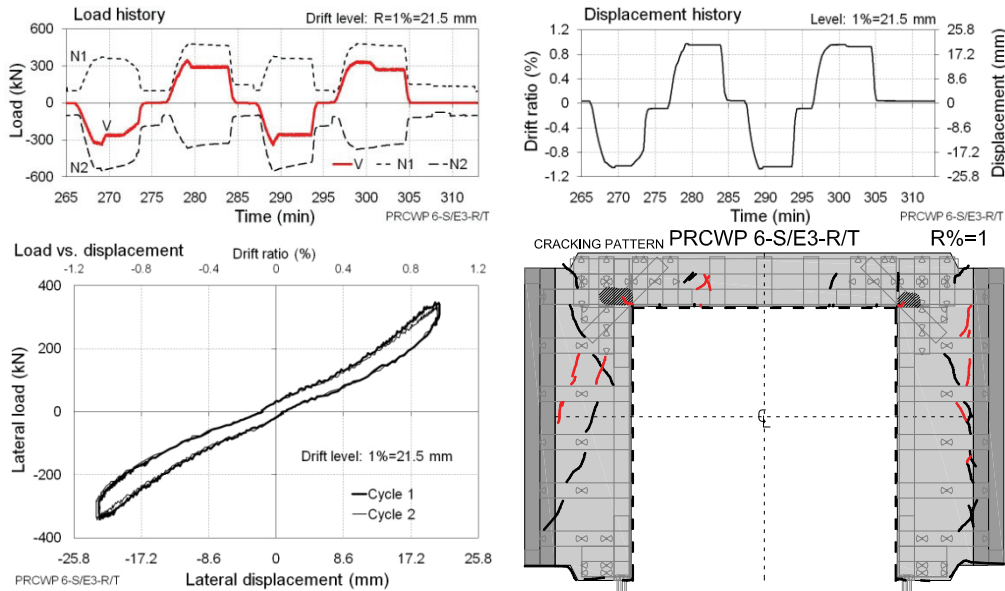 Load history
Drift level: R=1%=21.5 mm
Load (kN)
600
300
0
-300
-600
N1
V
N2
V N1 N2
265 270 275 280 285 290 295 300 305 310
Time (min)
PRCWP 6-S/E3-R/T
Displacement history
Level: 1%=21.5 mm
Drift ratio (%)
1.2
0.8
0.4
0
-0.4
-0.8
-1.2
25.8
17.2
8.6
0
-8.6
-17.2
-25.8
Displacement (mm)
265 270 275 280 285 290 295 300 305 310
Time (min)
PRCWP 6-S/E3-R/T
Load vs. displacement
Drift ratio (%)
-1.2 -0.8 -0.4 0 0.4 0.8 1.2
Lateral load (kN)
400
200
0
-200
-400
Drift level: 1%=21.5 mm
Cycle 1
Cycle 2
-25.8 -17.2 -8.6 0 8.6 17.2 25.8
Lateral displacement (mm)
PRCWP 6-S/E3-R/T
CRACKING PATTERN PRCWP 6-S/E3-R/T R%=1
CL